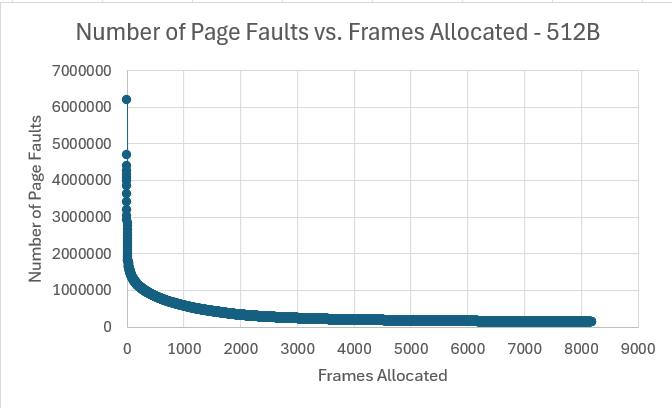 Number of Page Faults vs. Frames Allocated - 512B
7000000
6000000
5000000
4000000
3000000
2000000
1000000
0
Number of Page Faults
0 1000 2000 3000 4000 5000 6000 7000 8000 9000
Frames Allocated